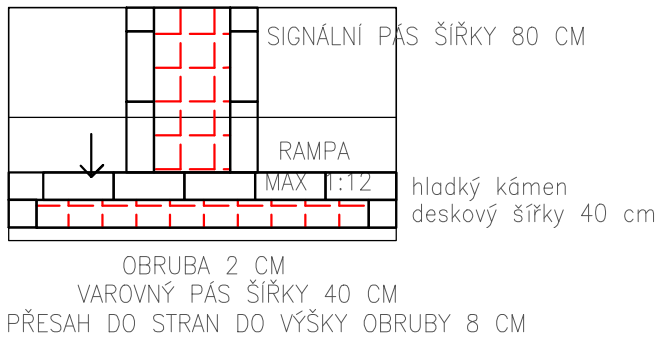 SIGNÁLNÍ PÁS ŠÍŘKY 80 CM
RAMPA
MAX 1:12
hladký kámen
deskový šířky 40 cm
OBRUBA 2 CM
VAROVNÝ PÁS ŠÍŘKY 40 CM
PŘESAH DO STRAN DO VÝŠKY OBRUBY 8 CM